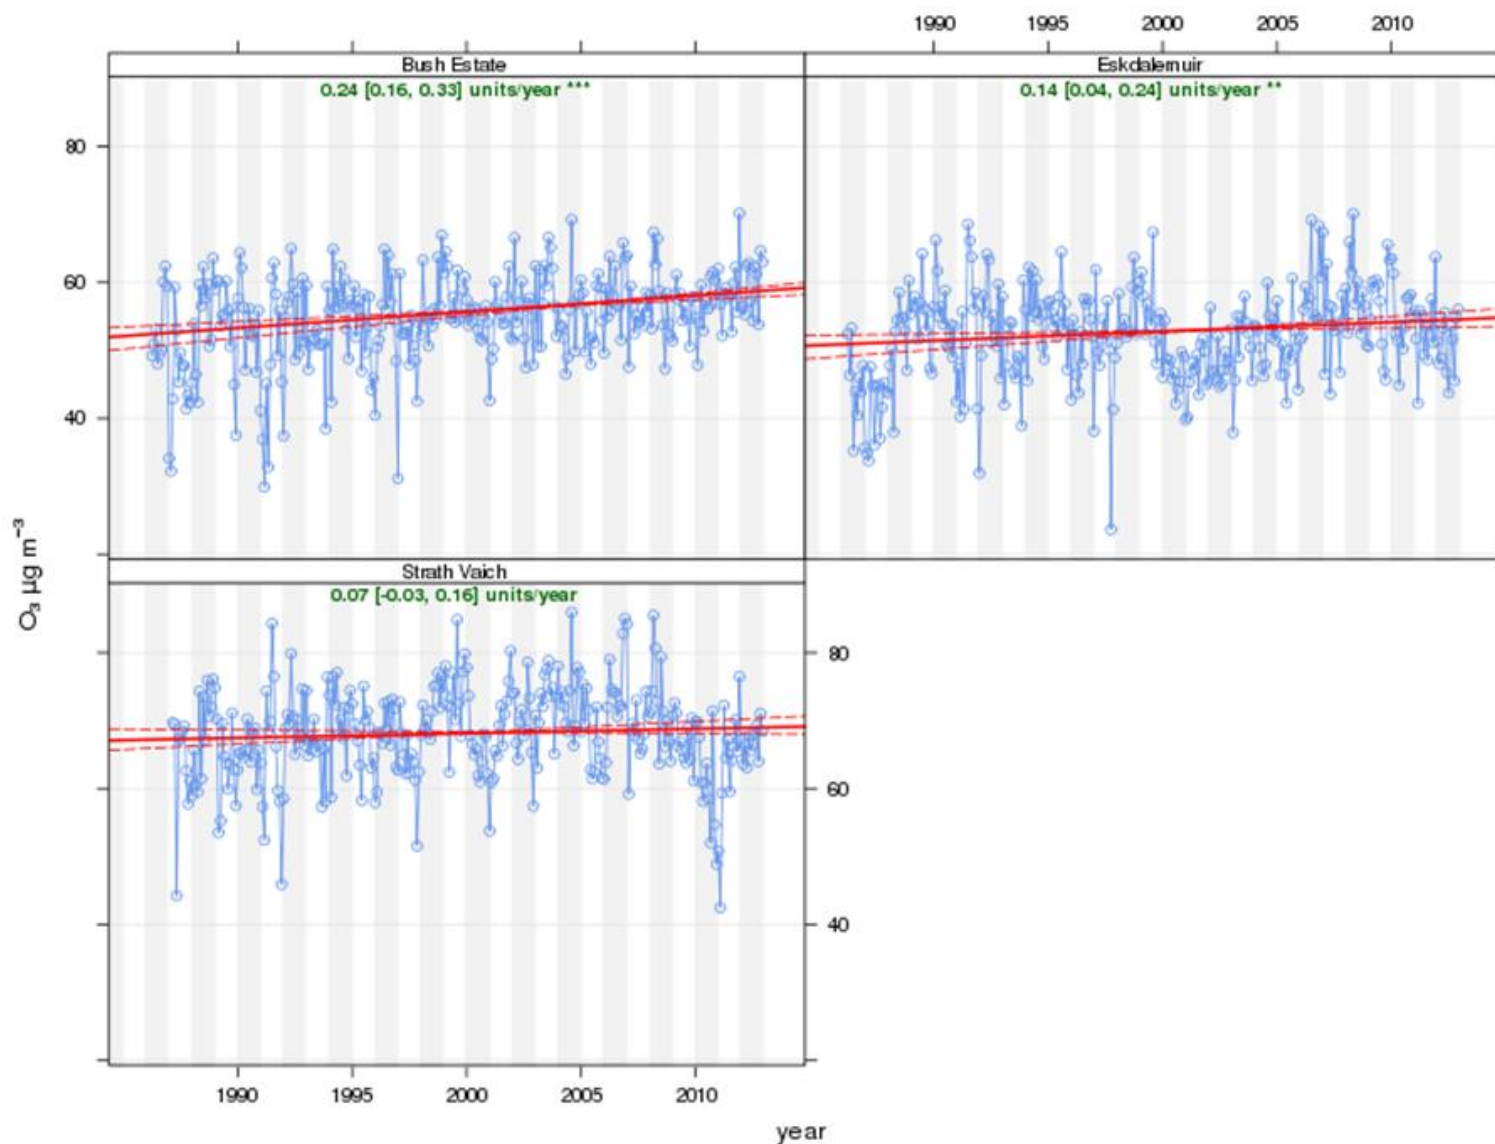 1990 1995 2000 2005 2010
Bush Estate
Eskdalemuir
0.24 [0.16, 0.33] units/year ***
0.14 [0.04, 0.24] units/year **
80
60
40
O₃ µg m⁻³
Strath Vaich
0.07 [-0.03, 0.16] units/year
80
60
40
1990 1995 2000 2005 2010
year